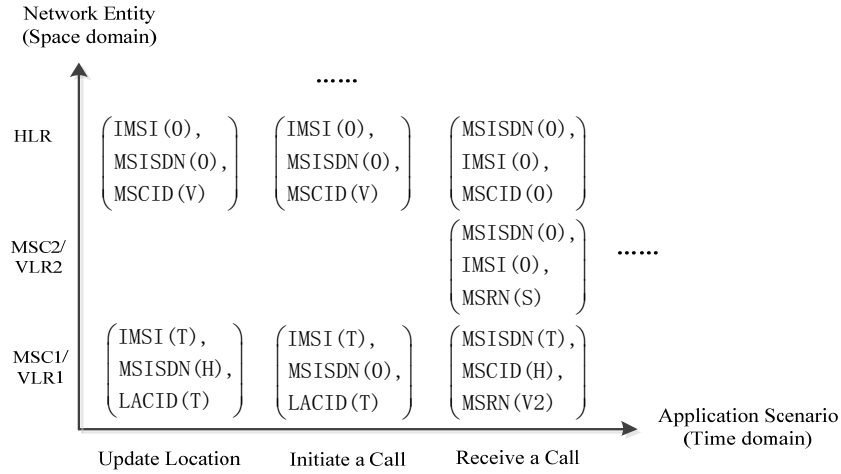 Network Entity
(Space domain)
......
HLR
IMSI(0),
MSISDN(0),
MSCID(V)
IMSI(0),
MSISDN(0),
MSCID(V)
MSISDN(0),
IMSI(0),
MSCID(0)
MSC2/
VLR2
MSISDN(0),
IMSI(0),
MSRN(S)
......
MSC1/
VLR1
IMSI(T),
MSISDN(H),
LACID(T)
IMSI(T),
MSISDN(0),
LACID(T)
MSISDN(T),
MSCID(H),
MSRN(V2)
Application Scenario
(Time domain)
Update Location
Initiate a Call
Receive a Call